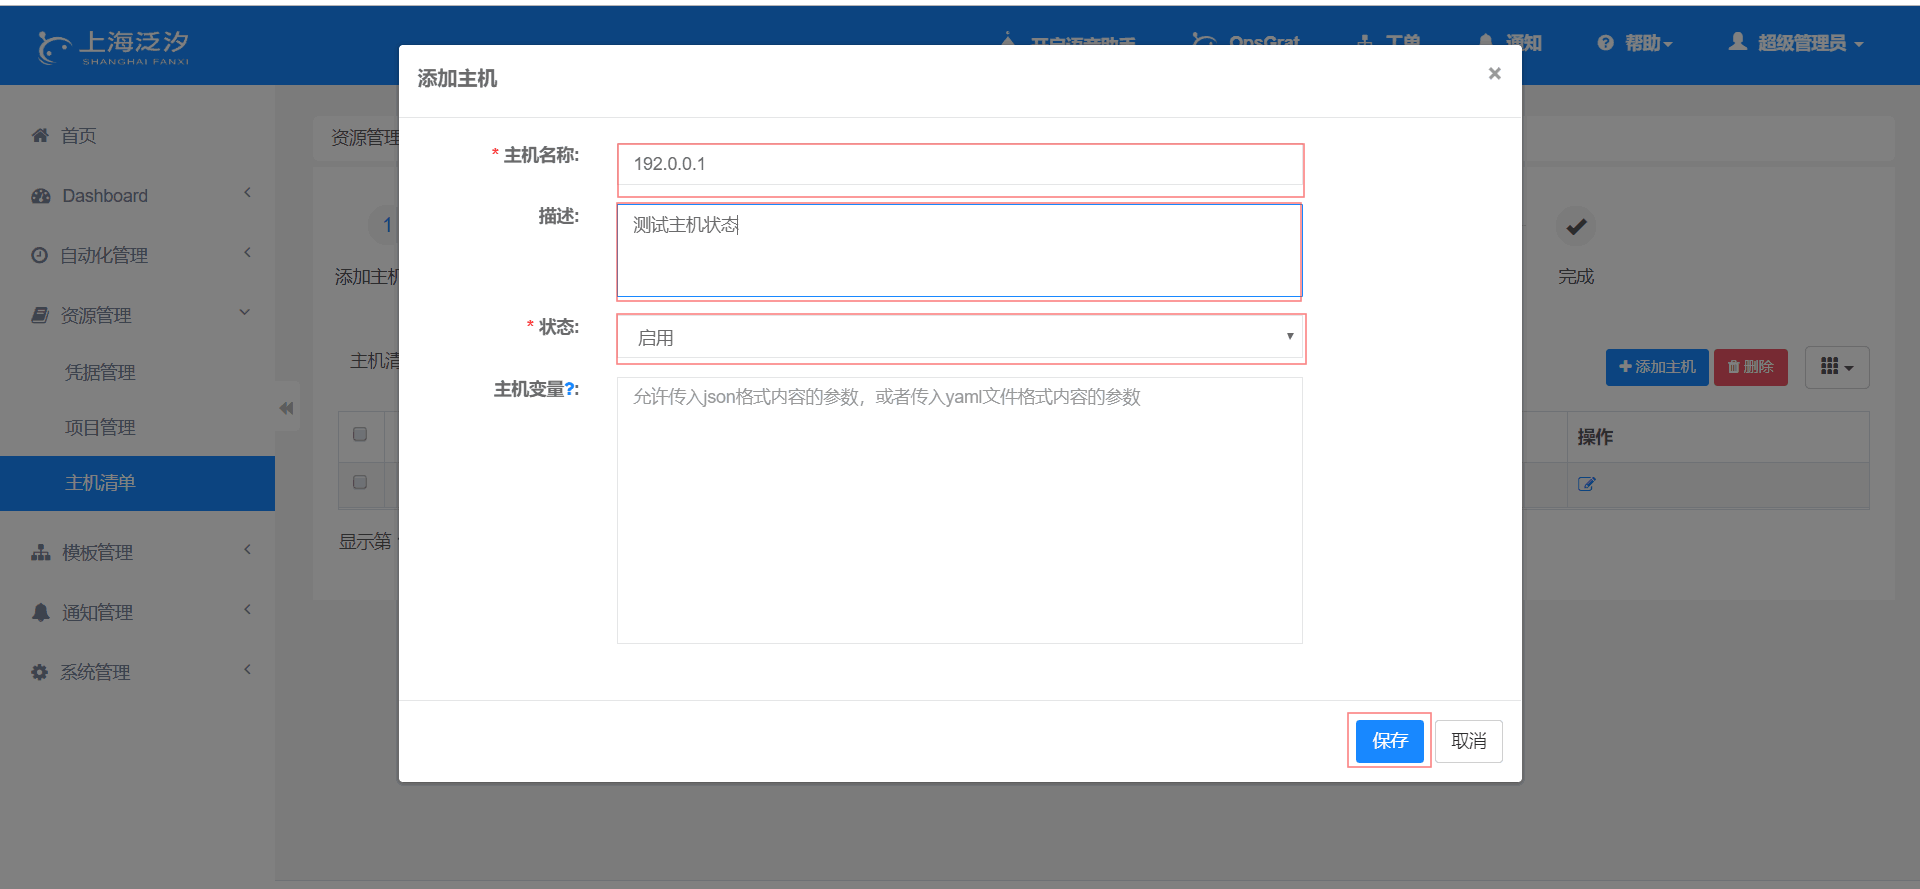 上海泛汐
SHANGHAI FANXI
OpsGrat
工单
通知
帮助
超级管理员
首页
Dashboard
自动化管理
资源管理
凭据管理
项目管理
主机清单
模板管理
通知管理
系统管理
资源管理
1
添加主机
完成
主机清
添加主机
删除
操作
显示第
添加主机
×
* 主机名称:
192.0.0.1
描述:
测试主机状态
* 状态:
启用
主机变量?:
允许传入json格式内容的参数，或者传入yaml文件格式内容的参数
保存
取消